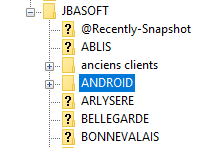 JBASOFT
@Recently-Snapshot
ABLIS
anciens clients
ANDROID
ARLYSERE
BELLEGARDE
BONNEVALAIS